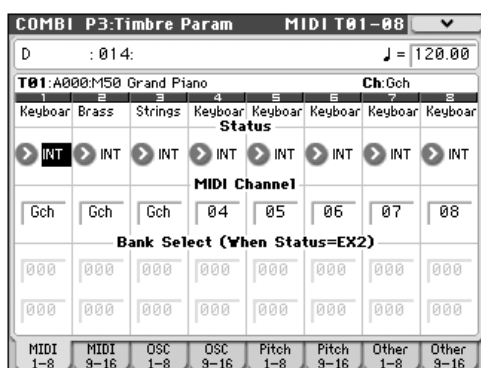 COMBI P3:Timbre Param MIDI T01-08
D :014: ♩= 120.00
T01:A000:M50 Grand Piano Ch:Gch
1 2 3 4 5 6 7 8
Keyboar Brass Strings Keyboar Keyboar Keyboar Keyboar Keyboar
Status
INT INT INT INT INT INT INT INT
MIDI Channel
Gch Gch Gch 04 05 06 07 08
Bank Select (When Status=EX2)
000 000 000 000 000 000 000 000
000 000 000 000 000 000 000 000
MIDI 1-8 MIDI 9-16 OSC 1-8 OSC 9-16 Pitch 1-8 Pitch 9-16 Other 1-8 Other 9-16